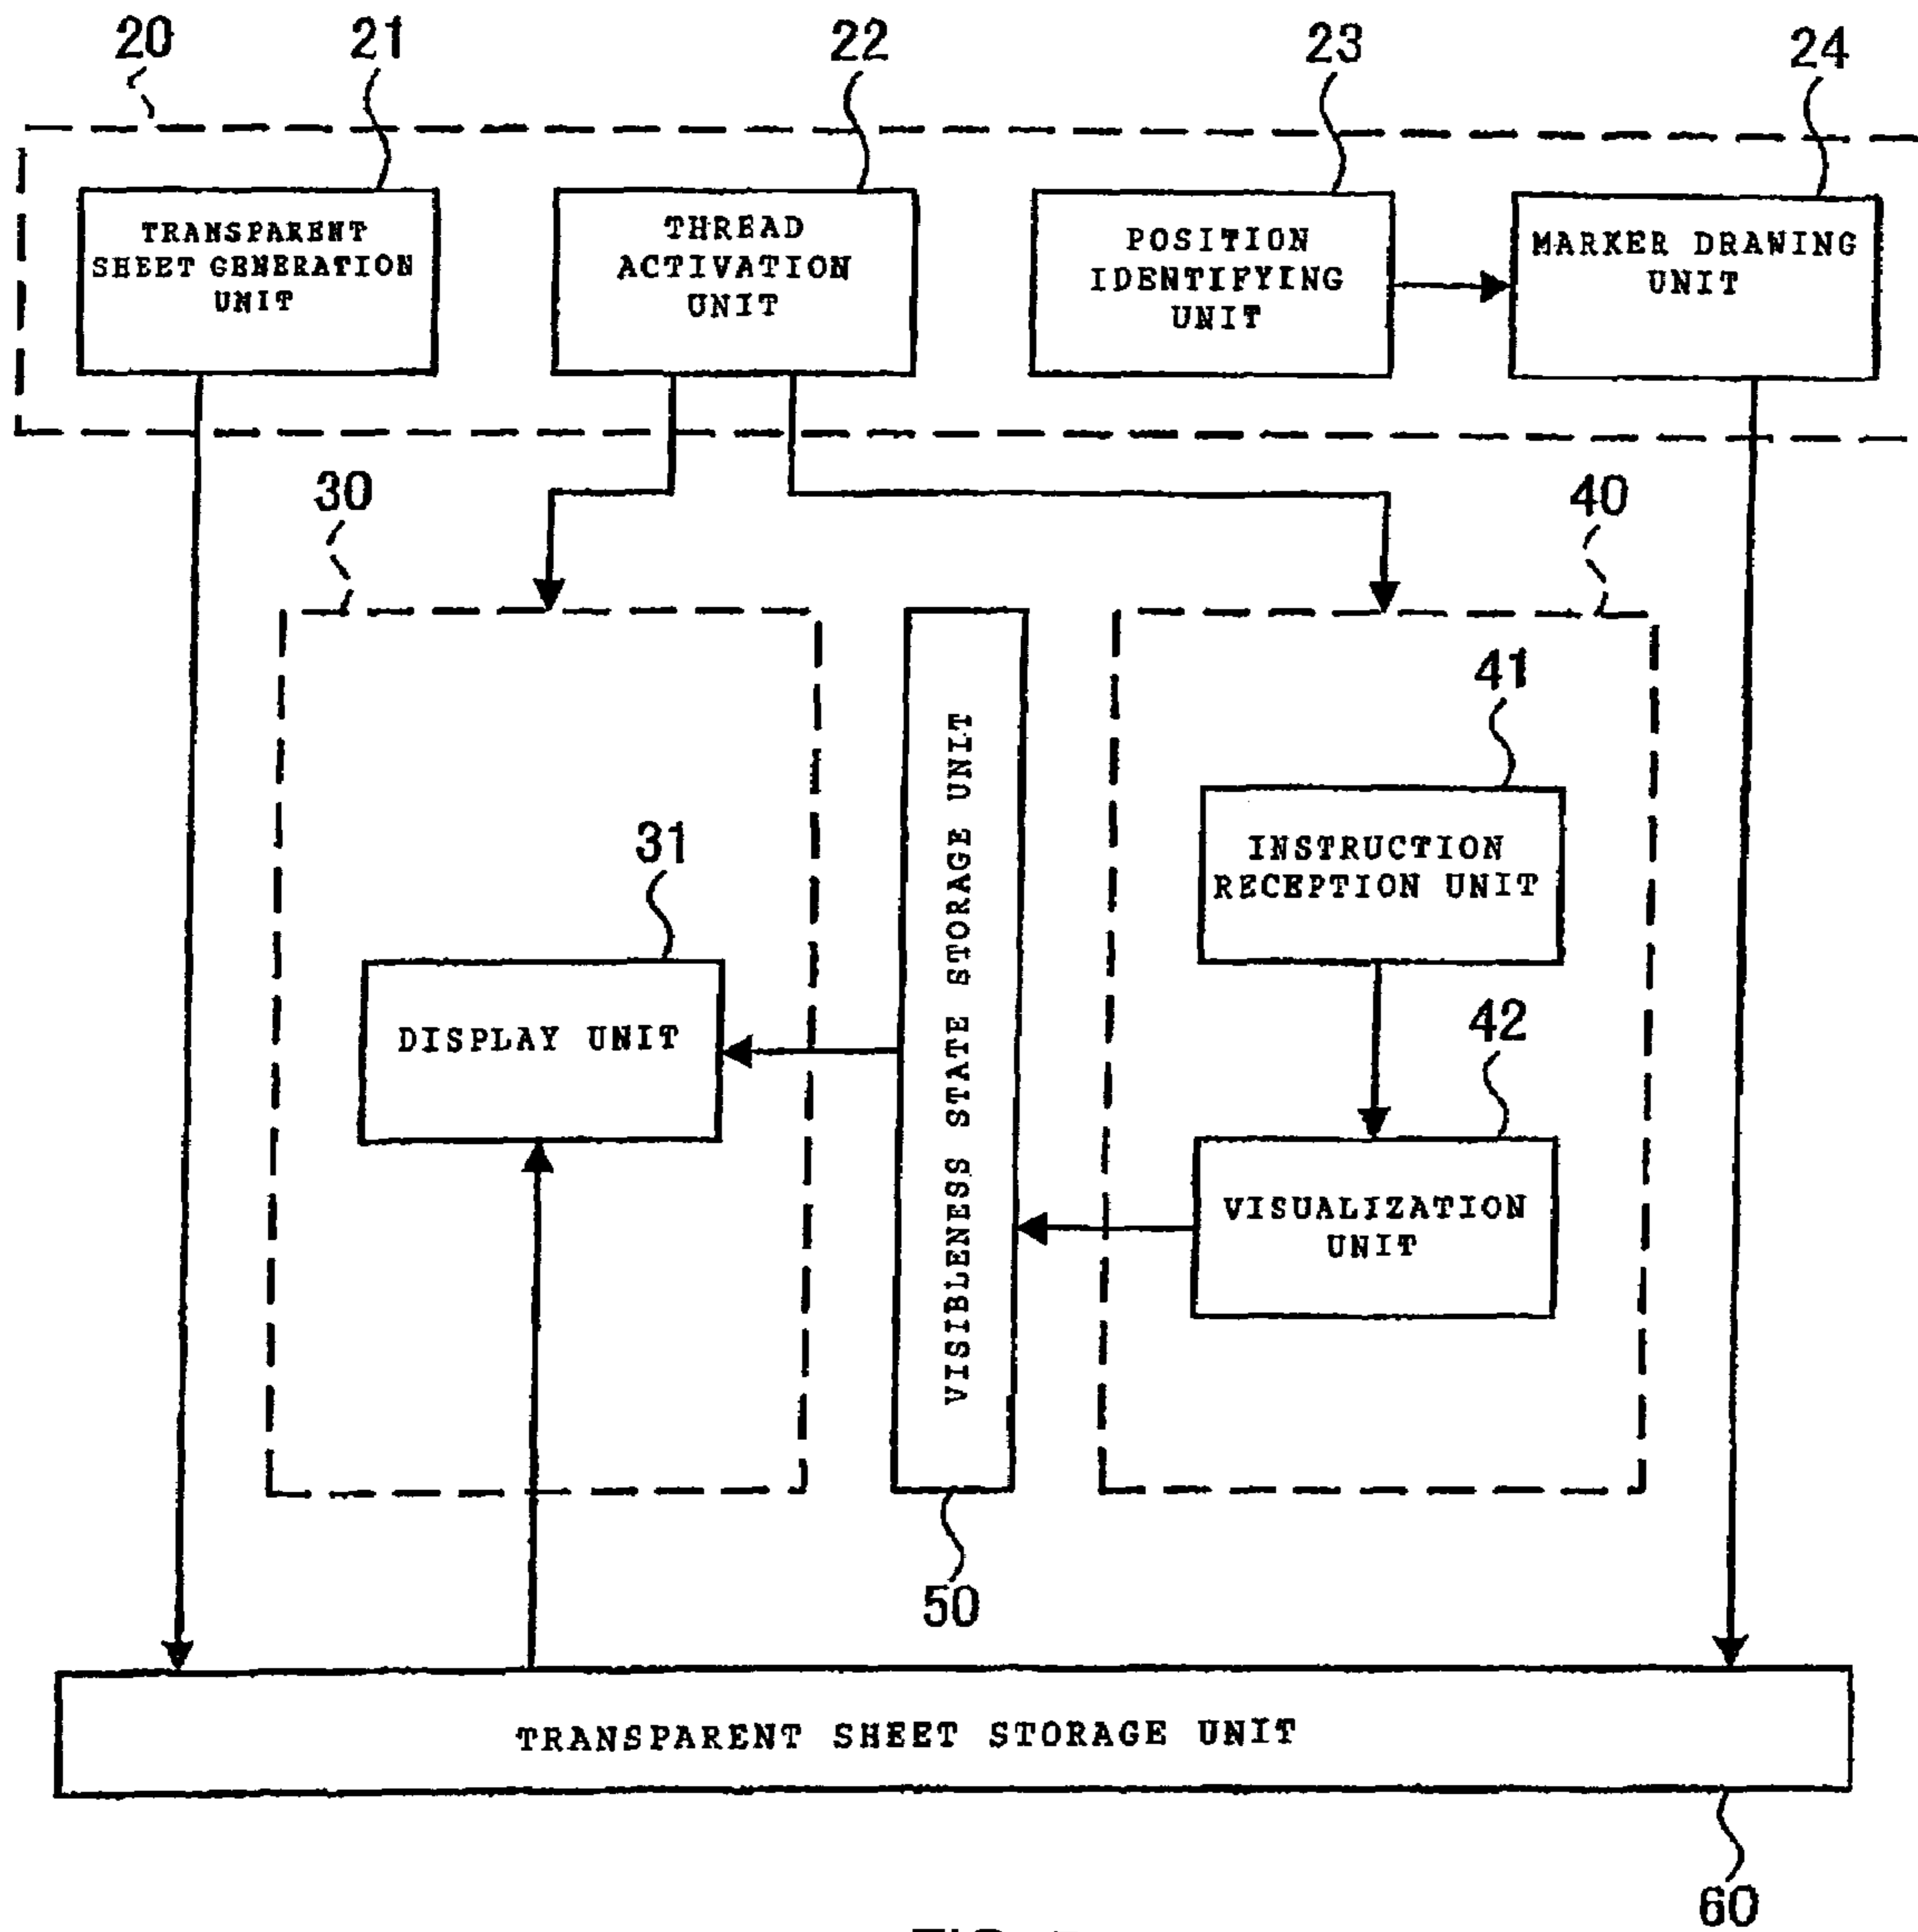 20
21
22
23
24
TRANSPARENT
SHEET GENERATION
UNIT
THREAD
ACTIVATION
UNIT
POSITION
IDENTIFYING
UNIT
MARKER DRAWING
UNIT
30
40
41
INSTRUCTION
RECEPTION UNIT
31
DISPLAY UNIT
VISIBLENESS STATE STORAGE UNIT
42
VISUALIZATION
UNIT
50
TRANSPARENT SHEET STORAGE UNIT
60